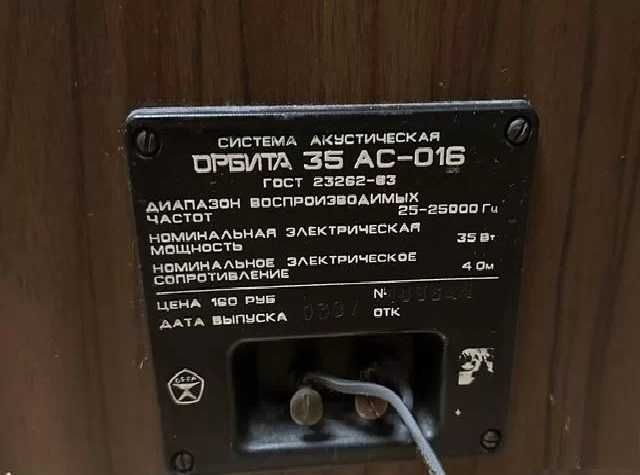 СИСТЕМА АКУСТИЧЕСКАЯ
ОРБИТА 35 АС-016
ГОСТ 23262-83
ДИАПАЗОН ВОСПРОИЗВОДИМЫХ
ЧАСТОТ 25-25000 Гц
НОМИНАЛЬНАЯ ЭЛЕКТРИЧЕСКАЯ
МОЩНОСТЬ 35 Вт
НОМИНАЛЬНОЕ ЭЛЕКТРИЧЕСКОЕ
СОПРОТИВЛЕНИЕ 4 Ом
ЦЕНА 160 РУБ №
ДАТА ВЫПУСКА ОТК
+